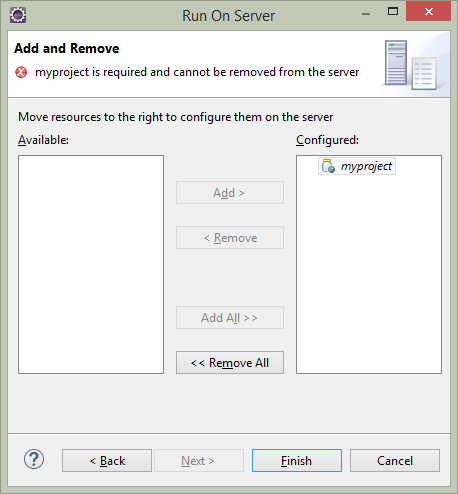 Run On Server
Add and Remove
myproject is required and cannot be removed from the server
Move resources to the right to configure them on the server
Available:
Configured:
myproject
Add >
< Remove
Add All >>
<< Remove All
?
< Back
Next >
Finish
Cancel